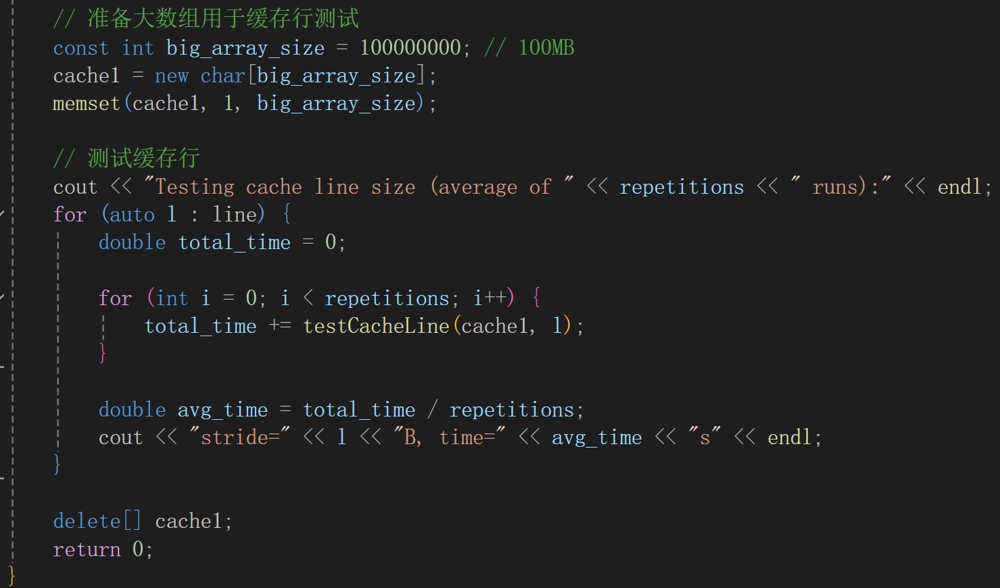 // 准备大数组用于缓存行测试
const int big_array_size = 100000000; // 100MB
cache1 = new char[big_array_size];
memset(cache1, 1, big_array_size);
// 测试缓存行
cout << "Testing cache line size (average of " << repetitions << " runs):" << endl;
for (auto l : line) {
double total_time = 0;
for (int i = 0; i < repetitions; i++) {
total_time += testCacheLine(cache1, l);
}
double avg_time = total_time / repetitions;
cout << "stride=" << l << "B, time=" << avg_time << "s" << endl;
}
delete[] cache1;
return 0;
}